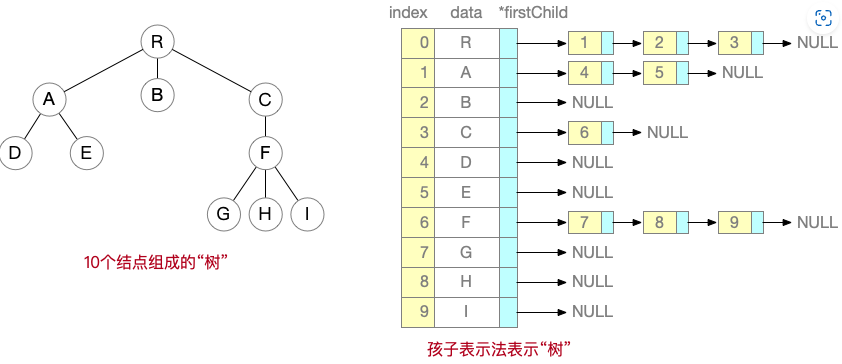 R
A
B
C
D
E
F
G
H
I
10个结点组成的“树”
index data *firstChild
0 R 1 2 3 NULL
1 A 4 5 NULL
2 B NULL
3 C 6 NULL
4 D NULL
5 E NULL
6 F 7 8 9 NULL
7 G NULL
8 H NULL
9 I NULL
孩子表示法表示“树”